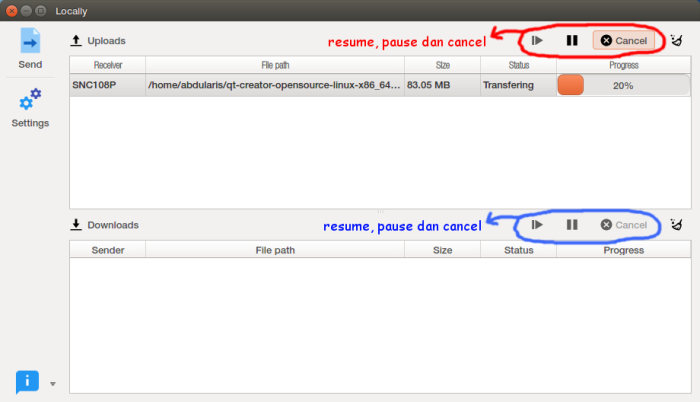 Locally
Uploads
resume, pause dan cancel
Cancel
Send
Receiver File path Size Status Progress
SNC108P /home/abdularis/qt-creator-opensource-linux-x86_64... 83.05 MB Transfering 20%
Settings
Downloads
resume, pause dan cancel
Cancel
Sender File path Size Status Progress